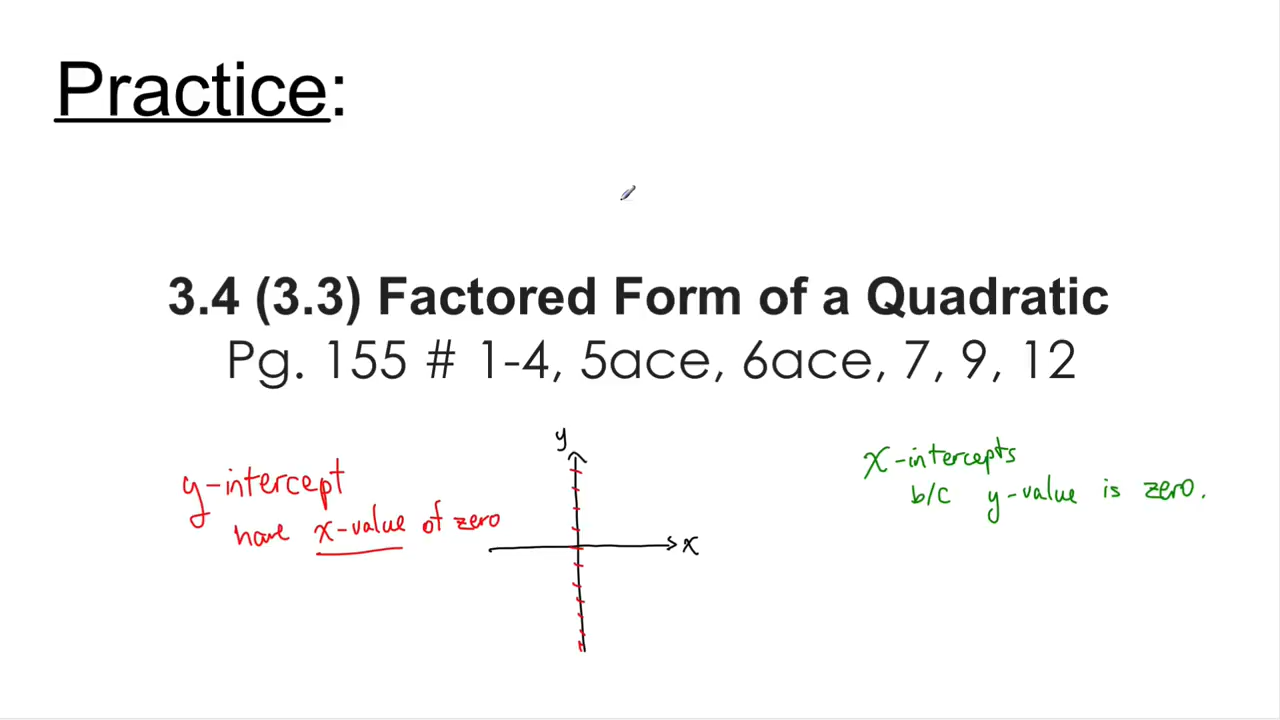 Practice:
3.4 (3.3) Factored Form of a Quadratic
Pg. 155 # 1-4, 5ace, 6ace, 7, 9, 12
y
y-intercept
have x-value of zero
x
x-intercepts
b/c y-value is zero.